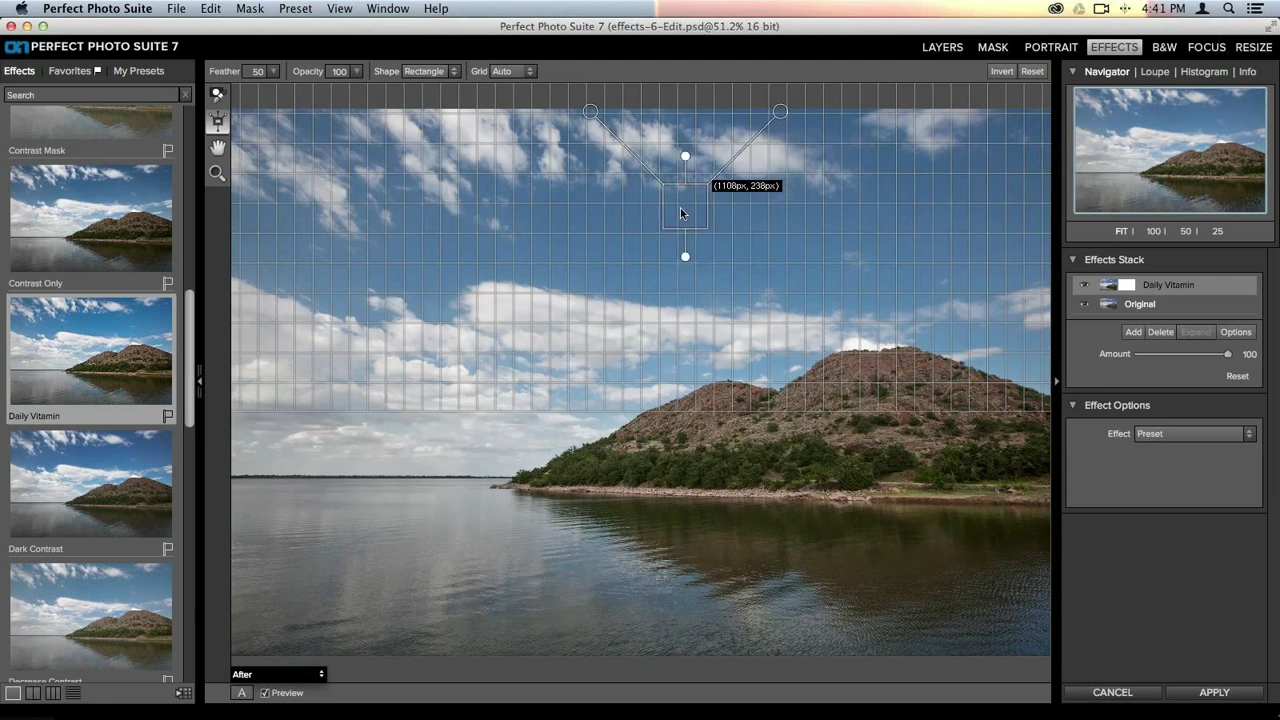 Perfect Photo Suite 7 File Edit Mask Preset View Window Help 4:41 PM
Perfect Photo Suite 7 (effects-6-Edit.psd@51.2% 16 bit)
on PERFECT PHOTO SUITE 7 LAYERS MASK PORTRAIT EFFECTS B&W FOCUS RESIZE
Effects Favorites My Presets Feather 50 Opacity 100 Shape Rectangle Grid Auto Invert Reset Navigator Loupe Histogram Info
Search
Contrast Mask
(1108px, 238px)
FIT 100 50 25
Effects Stack
Contrast Only
Daily Vitamin
Original
Add Delete Expand Options
Amount 100
Reset
Effect Options
Daily Vitamin
Effect Preset
Dark Contrast
Decrease Contrast
After
A Preview
CANCEL APPLY